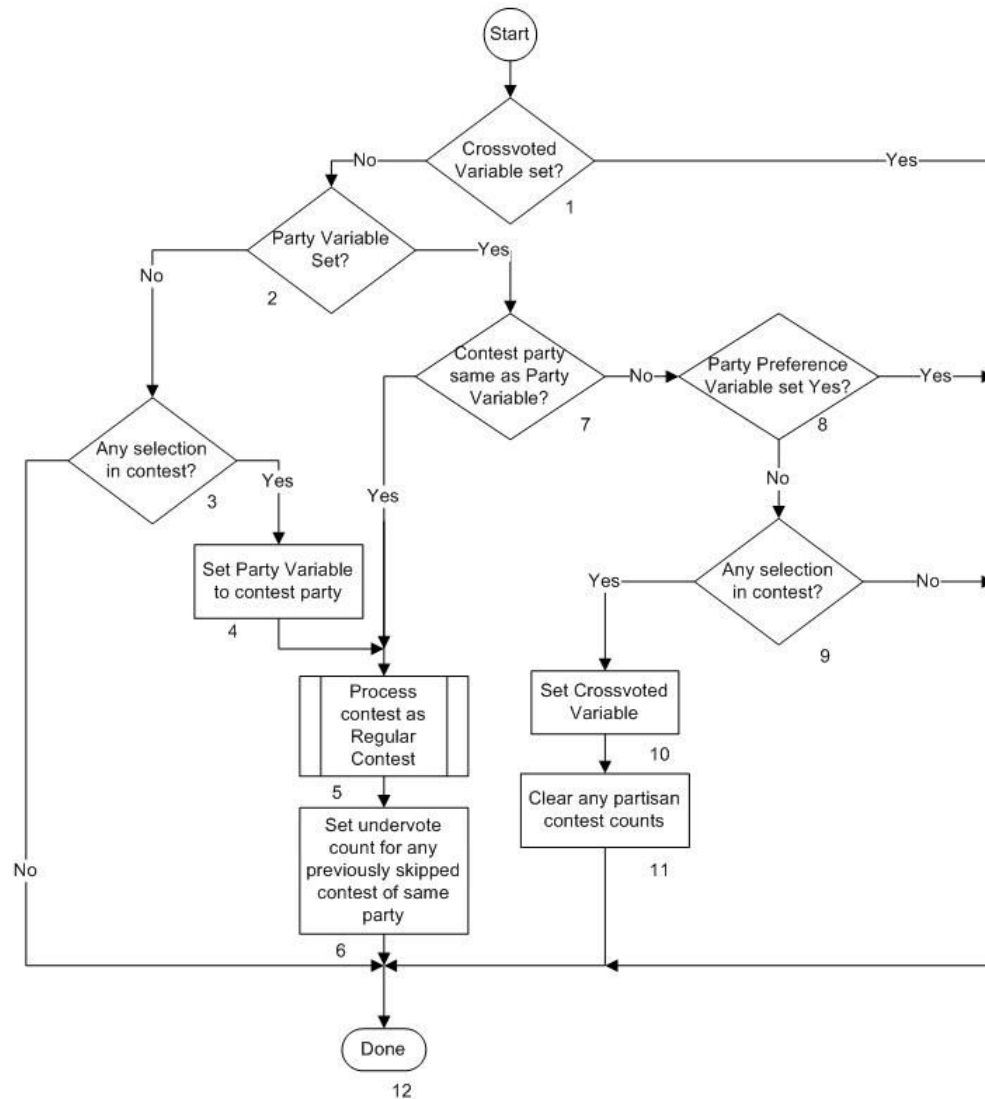 Start
Crossvoted
Variable set?
No
Yes
1
Party Variable
Set?
Yes
No
2
Contest party
same as Party
Variable?
No
7
Party Preference
Variable set Yes?
Yes
8
Any selection
in contest?
Yes
3
Yes
No
Any selection
in contest?
Yes
No
9
Set Party Variable
to contest party
4
Process
contest as
Regular
Contest
5
Set Crossvoted
Variable
10
Clear any partisan
contest counts
11
Set undervote
count for any
previously skipped
contest of same
party
6
No
Done
12